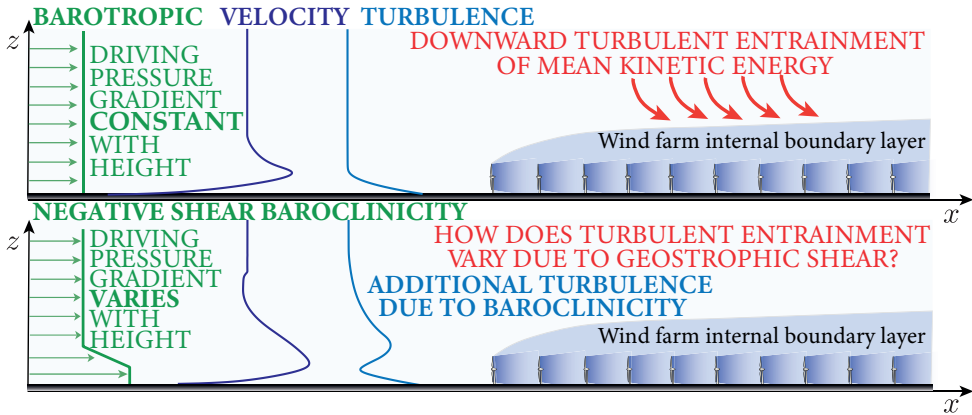 BAROTROPIC VELOCITY TURBULENCE
z
DRIVING
PRESSURE
GRADIENT
CONSTANT
WITH
HEIGHT
DOWNWARD TURBULENT ENTRAINMENT
OF MEAN KINETIC ENERGY
Wind farm internal boundary layer
x
NEGATIVE SHEAR BAROCLINICITY
z
DRIVING
PRESSURE
GRADIENT
VARIES
WITH
HEIGHT
HOW DOES TURBULENT ENTRAINMENT
VARY DUE TO GEOSTROPHIC SHEAR?
ADDITIONAL TURBULENCE
DUE TO BAROCLINICITY
Wind farm internal boundary layer
x